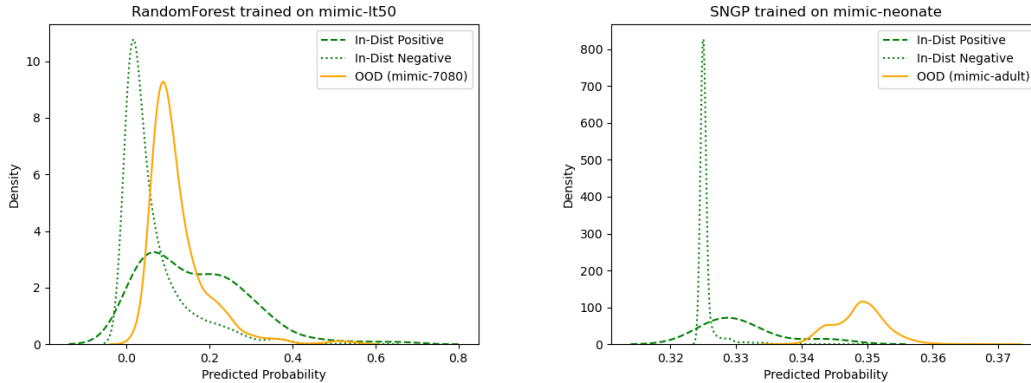 RandomForest trained on mimic-lt50
In-Dist Positive
In-Dist Negative
OOD (mimic-7080)
10
8
6
4
2
0
Density
0.0 0.2 0.4 0.6 0.8
Predicted Probability
SNGP trained on mimic-neonate
In-Dist Positive
In-Dist Negative
OOD (mimic-adult)
800
700
600
500
400
300
200
100
0
Density
0.32 0.33 0.34 0.35 0.36 0.37
Predicted Probability